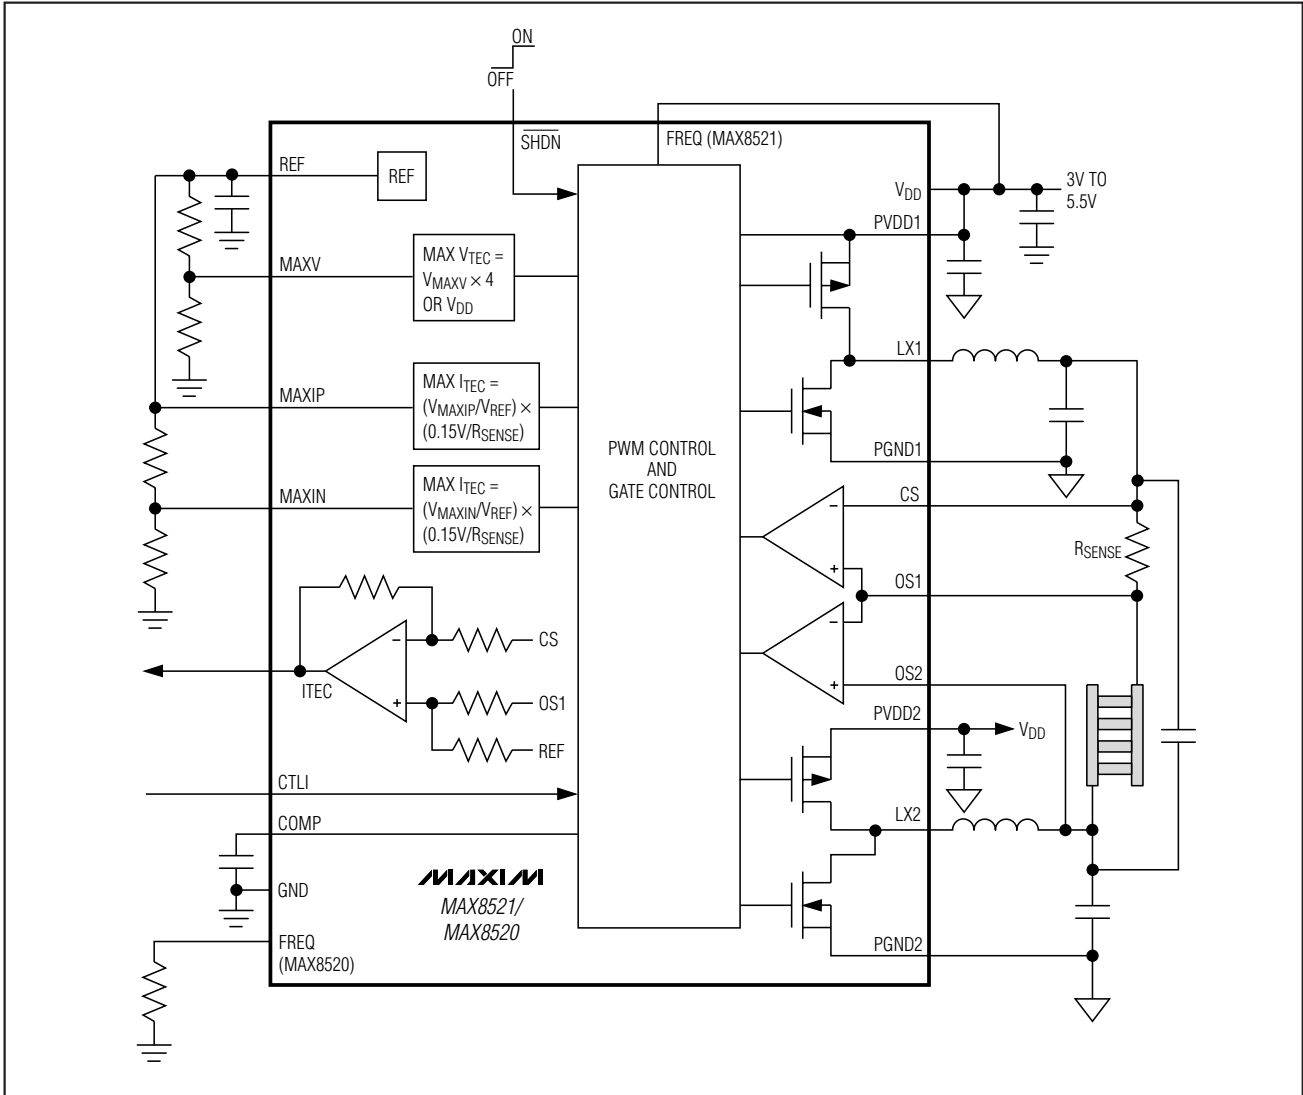 ON
OFF
SHDN
FREQ (MAX8521)
REF
REF
VDD
3V TO
5.5V
PVDD1
MAXV
MAX VTEC =
VMAXV × 4
OR VDD
LX1
MAXIP
MAX ITEC =
(VMAXIP/VREF) ×
(0.15V/RSENSE)
PWM CONTROL
AND
GATE CONTROL
PGND1
MAXIN
MAX ITEC =
(VMAXIN/VREF) ×
(0.15V/RSENSE)
CS
RSENSE
OS1
CS
ITEC
OS1
REF
OS2
PVDD2
VDD
CTLI
COMP
LX2
MAXIM
MAX8521/
MAX8520
GND
FREQ
(MAX8520)
PGND2